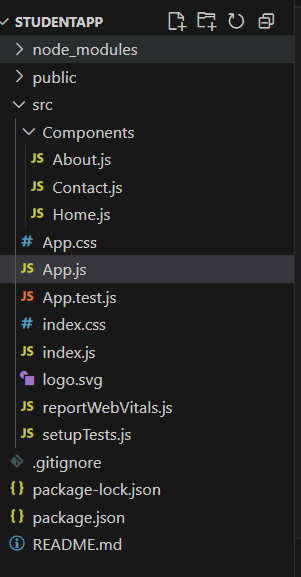 STUDENTAPP
node_modules
public
src
Components
JS About.js
JS Contact.js
JS Home.js
# App.css
JS App.js
JS App.test.js
# index.css
JS index.js
logo.svg
JS reportWebVitals.js
JS setupTests.js
.gitignore
{} package-lock.json
{} package.json
README.md